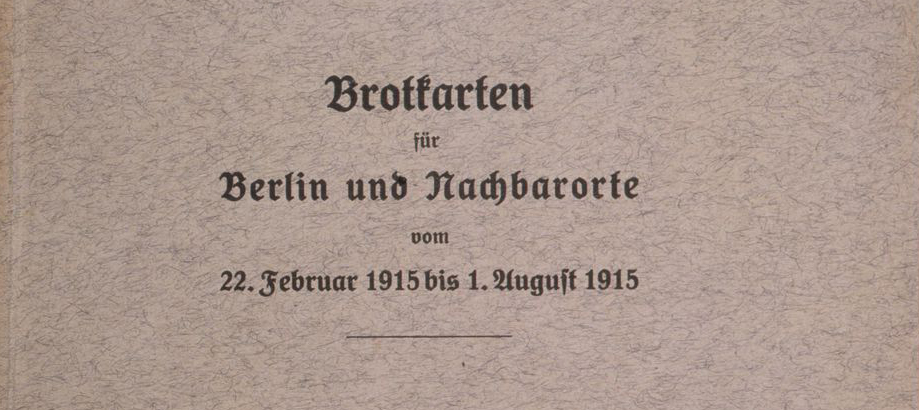 Brotkarten
für
Berlin und Nachbarorte
vom
22. Februar 1915 bis 1. Auguſt 1915